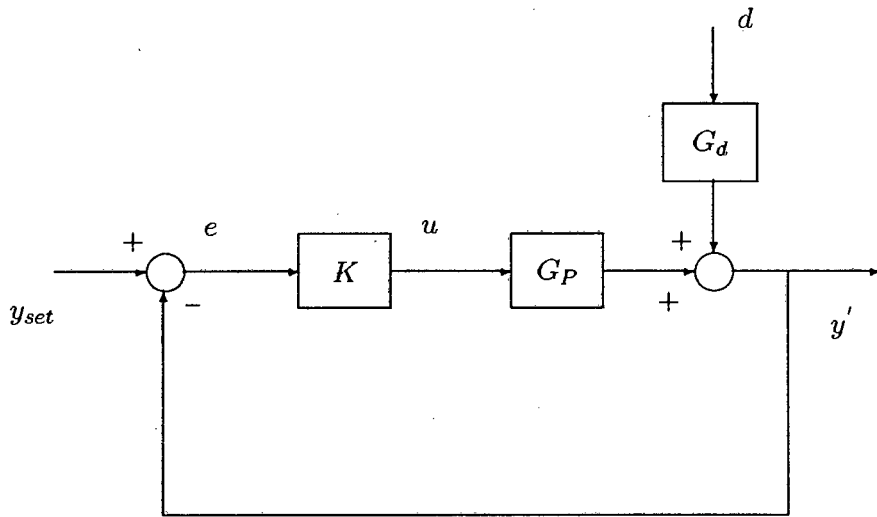 d
G_d
+ e u +
K G_P
y_set − + y'